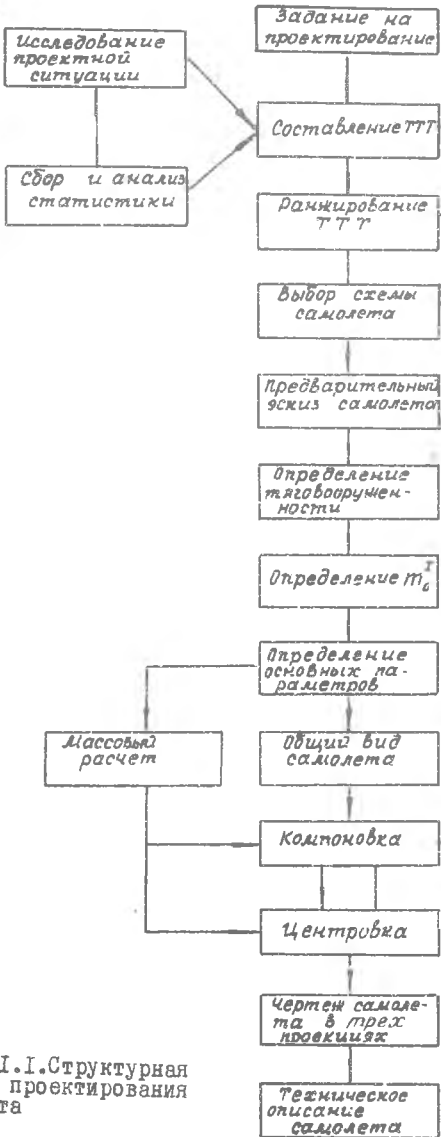 Задание на
проектирование
Исследование
проектной
ситуации
Составление ТТТ
Сбор и анализ
статистики
Ранжирование
ТТТ
Выбор схемы
самолета
Предварительный
эскиз самолета
Определение
тяговооружен-
ности
Определение m₀ᴵ
Определение
основных па-
раметров
Массовый
расчет
Общий вид
самолета
Компоновка
Центровка
Чертеж самоле-
та в трех
проекциях
Техническое
описание
самолета
I.I.Структурная
проектирования
та